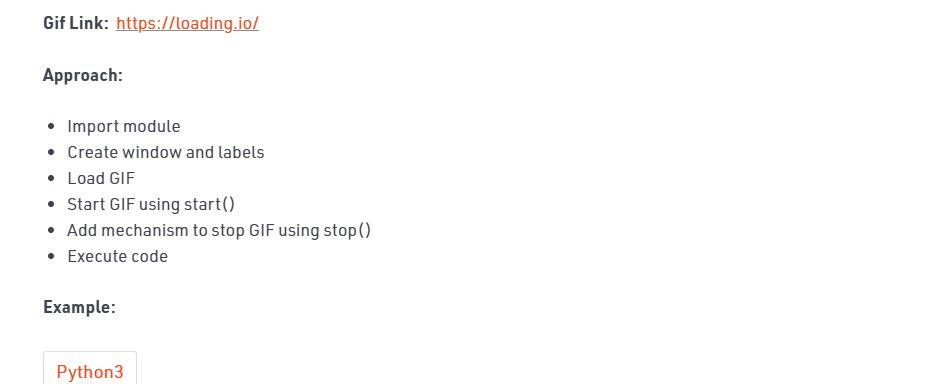 Gif Link: https://loading.io/
Approach:
Import module
Create window and labels
Load GIF
Start GIF using start()
Add mechanism to stop GIF using stop()
Execute code
Example:
Python3